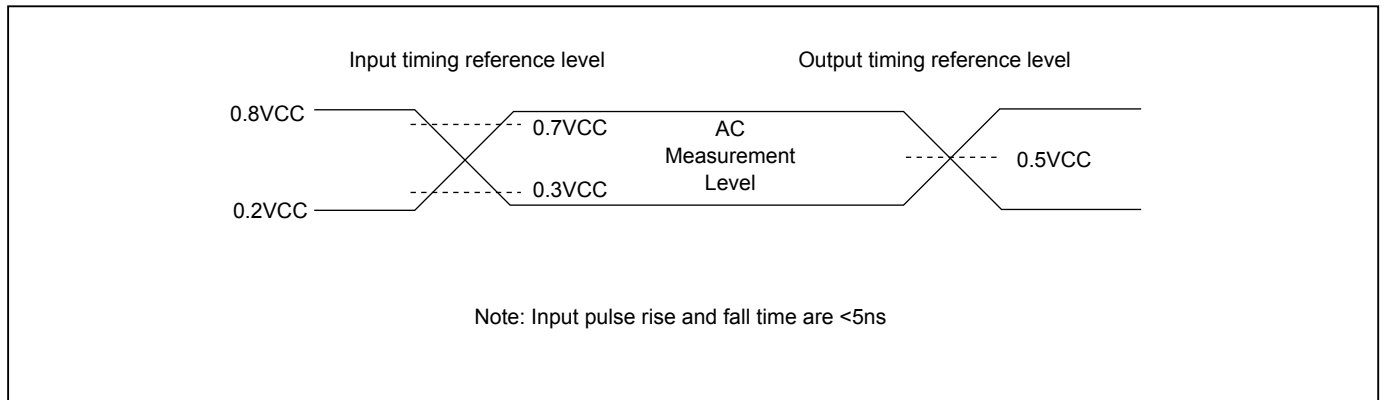 Input timing reference level
Output timing reference level
0.8VCC
0.7VCC
AC
Measurement
Level
0.5VCC
0.3VCC
0.2VCC
Note: Input pulse rise and fall time are <5ns